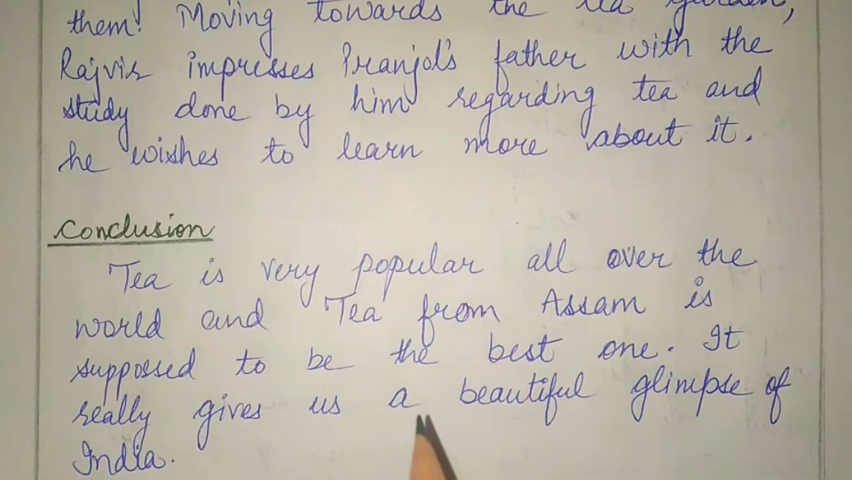 them! Moving towards the tea garden,
Rajvir impresses Pranjol's father with the
study done by him regarding tea and
he wishes to learn more about it.
Conclusion
Tea is very popular all over the
world and Tea from Assam is
supposed to be the best one. It
really gives us a beautiful glimpse of
India.